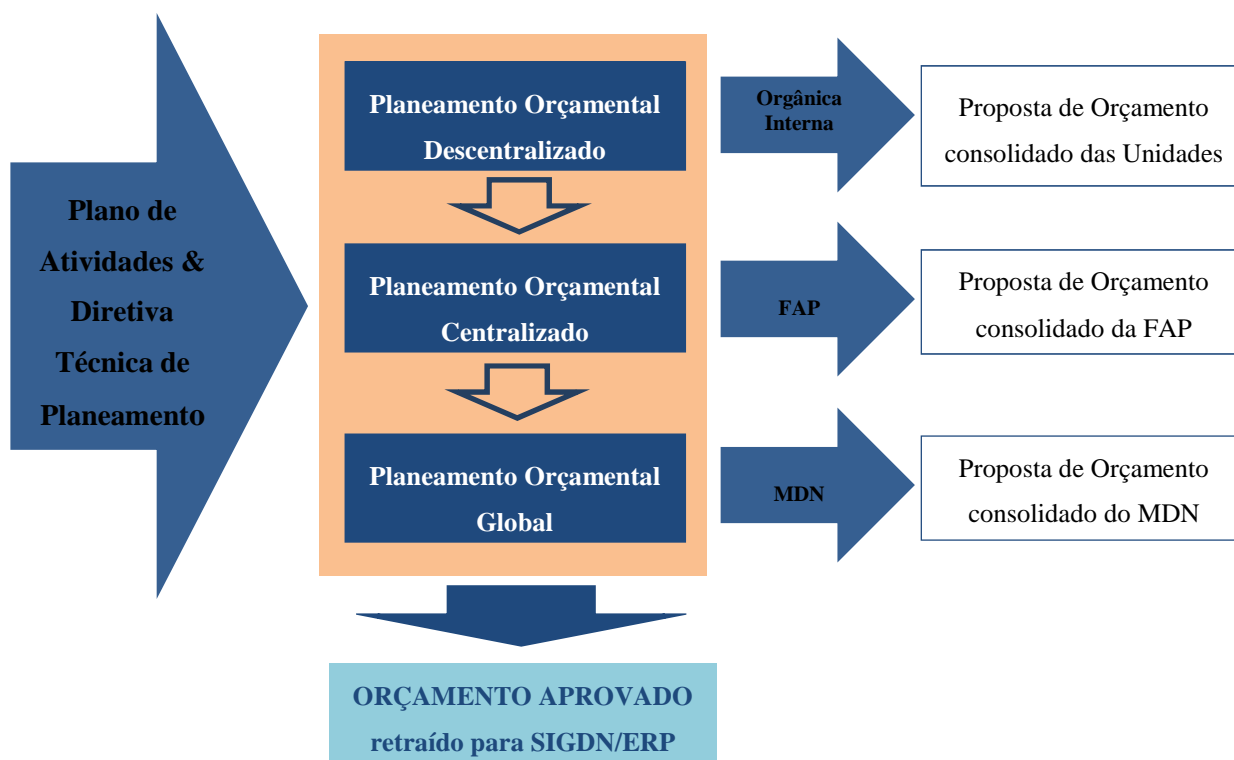 Plano de
Atividades &
Diretiva
Técnica de
Planeamento
Planeamento Orçamental
Descentralizado
Orgânica
Interna
Proposta de Orçamento
consolidado das Unidades
Planeamento Orçamental
Centralizado
FAP
Proposta de Orçamento
consolidado da FAP
Planeamento Orçamental
Global
MDN
Proposta de Orçamento
consolidado do MDN
ORÇAMENTO APROVADO
retraído para SIGDN/ERP